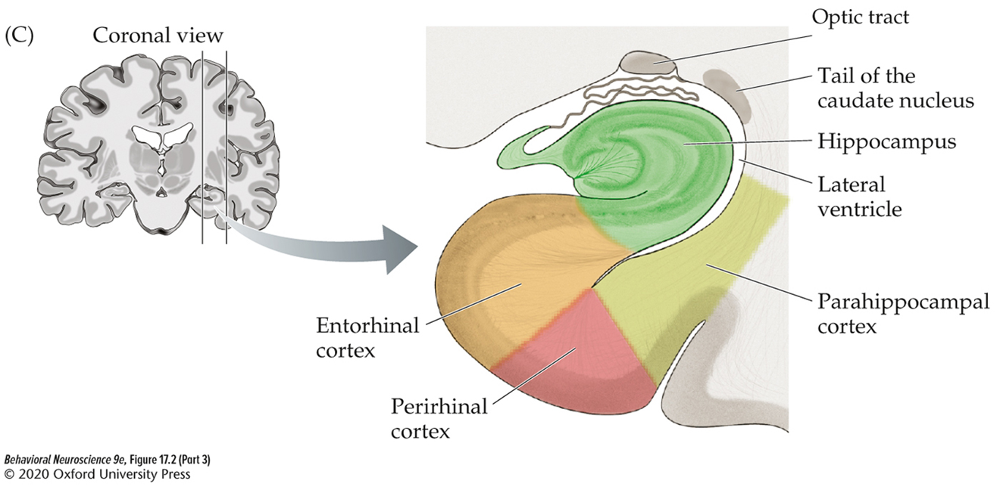 (C)
Coronal view
Optic tract
Tail of the
caudate nucleus
Hippocampus
Lateral
ventricle
Parahippocampal
cortex
Entorhinal
cortex
Perirhinal
cortex
Behavioral Neuroscience 9e, Figure 17.2 (Part 3)
© 2020 Oxford University Press